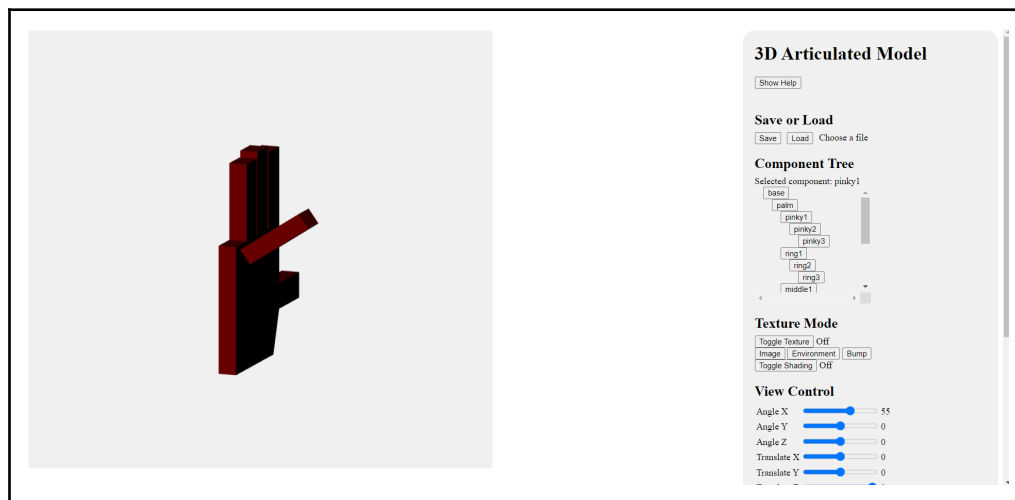 3D Articulated Model
Show Help
Save or Load
Save Load Choose a file
Component Tree
Selected component: pinky1
base
palm
pinky1
pinky2
pinky3
ring1
ring2
ring3
middle1
Texture Mode
Toggle Texture Off
Image Environment Bump
Toggle Shading Off
View Control
Angle X 55
Angle Y 0
Angle Z 0
Translate X 0
Translate Y 0